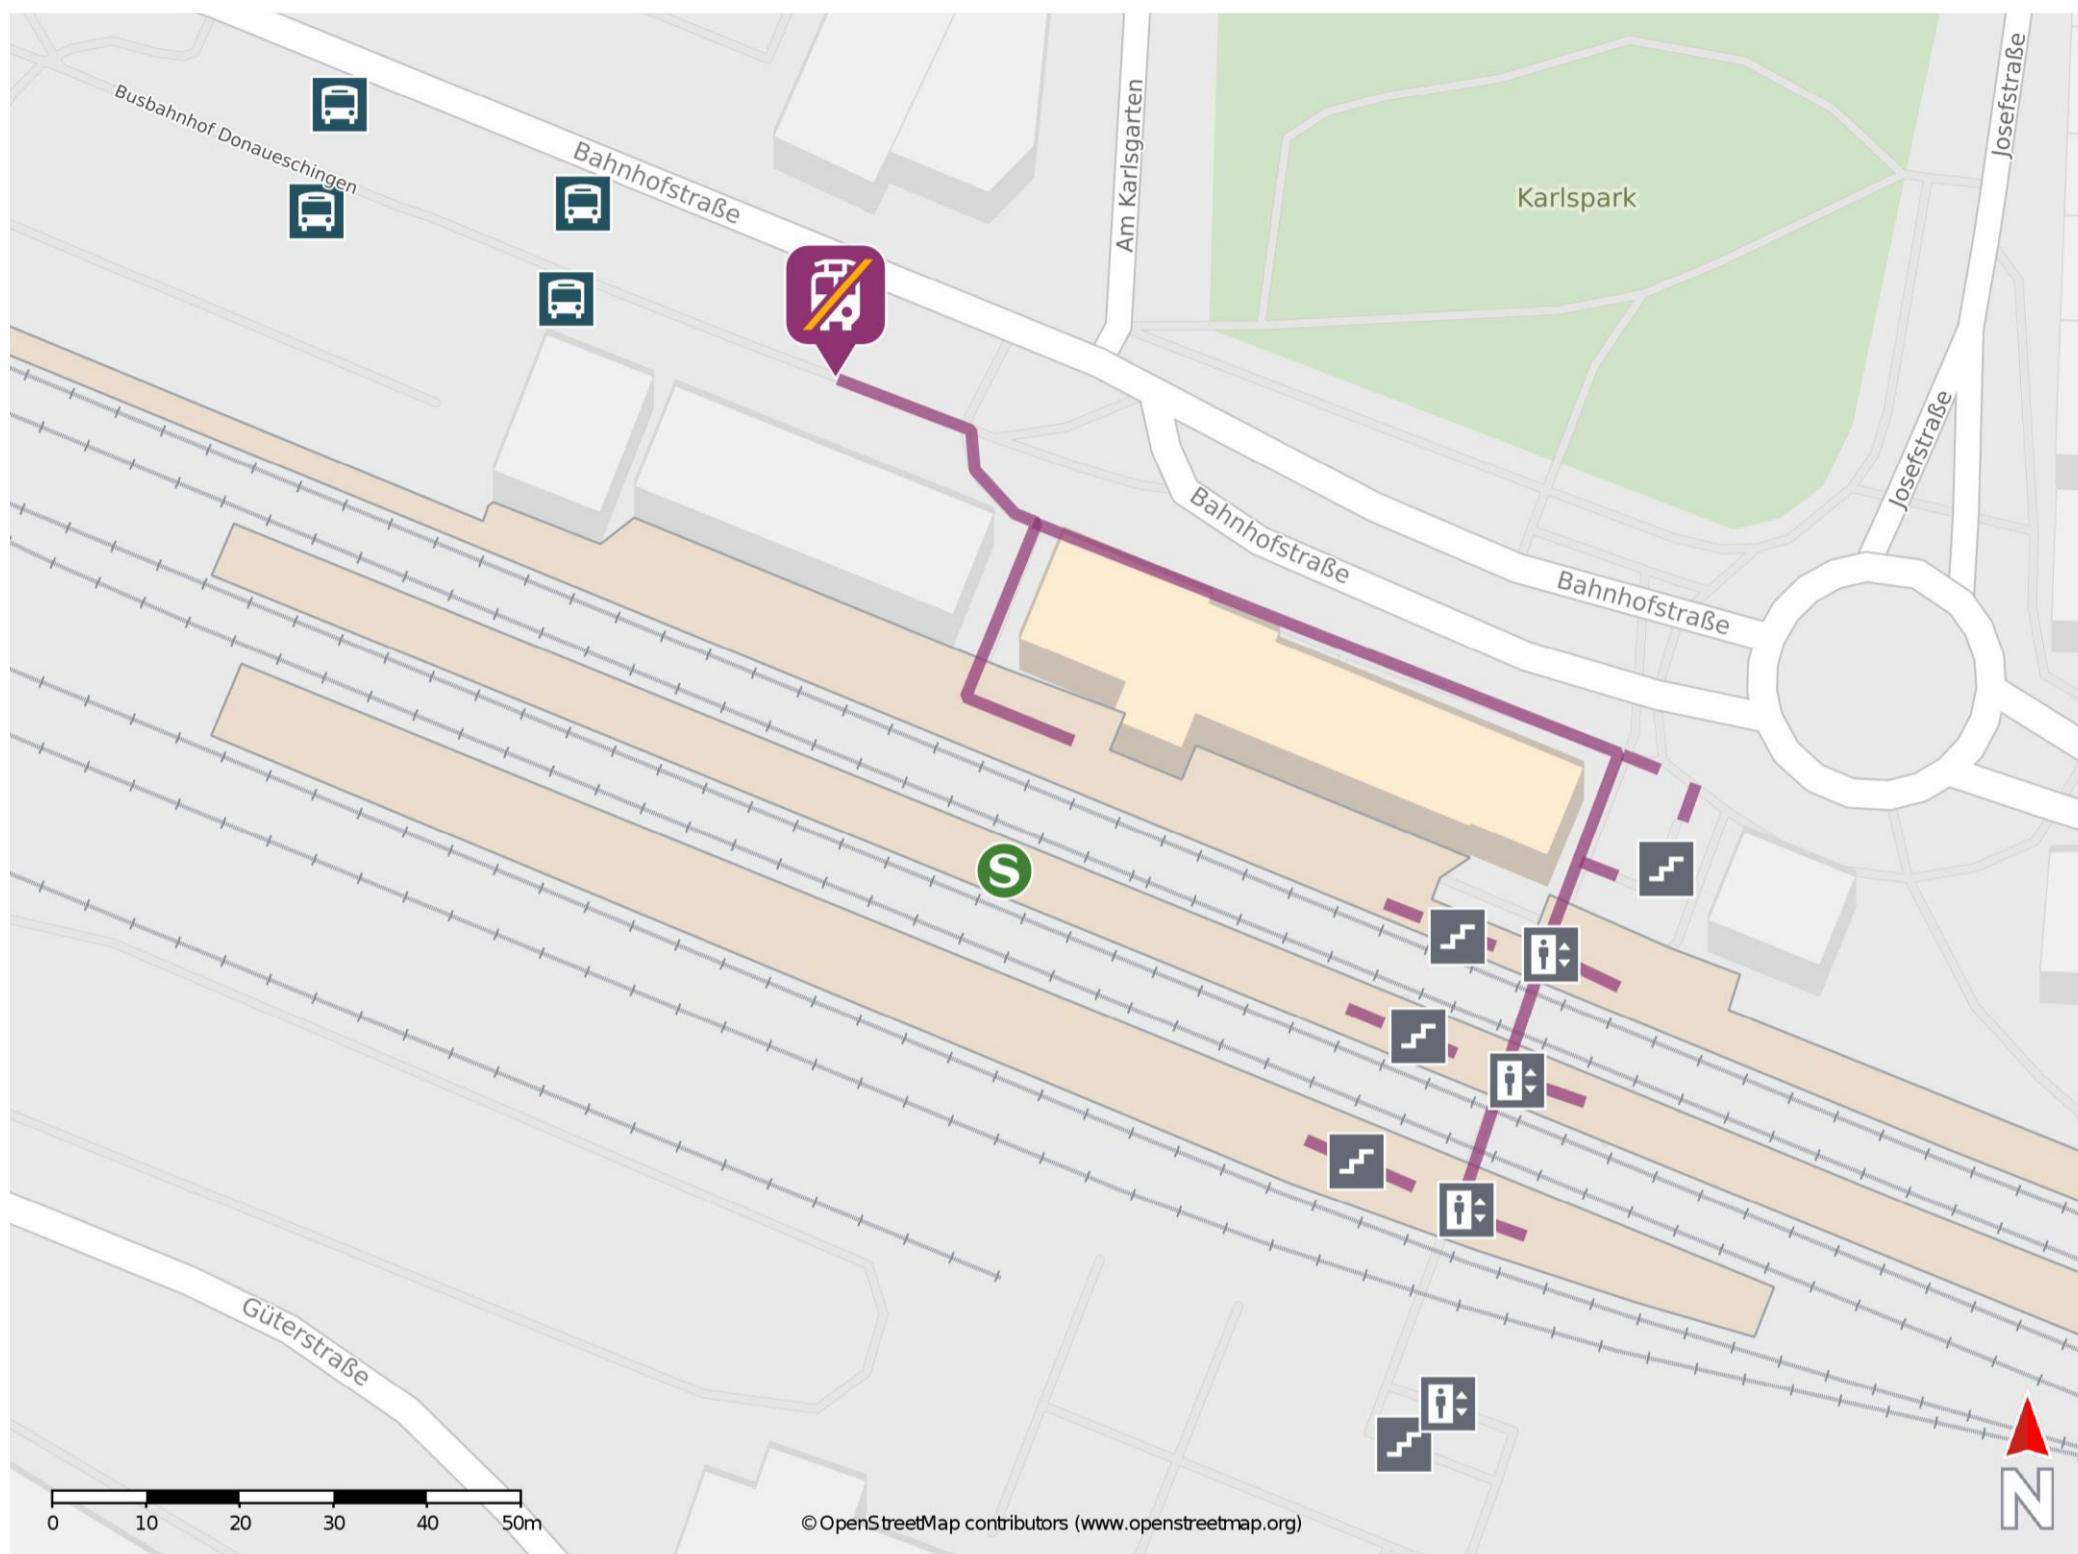 Busbahnhof Donaueschingen
Bahnhofstraße
Am Karlsgarten
Karlspark
Josefstraße
Josefstraße
Bahnhofstraße
Bahnhofstraße
S
Güterstraße
0 10 20 30 40 50m
© OpenStreetMap contributors (www.openstreetmap.org)
N